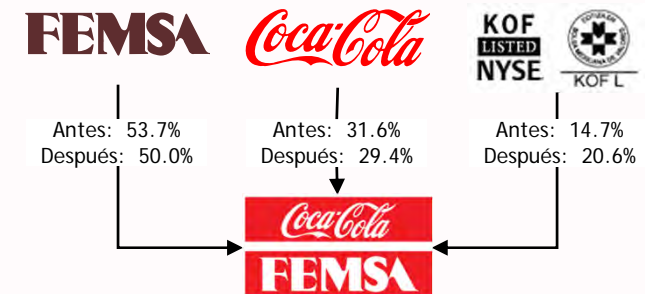 FEMSA
Coca-Cola
KOF
LISTED
NYSE
KOF L
Antes: 53.7%
Después: 50.0%
Antes: 31.6%
Después: 29.4%
Antes: 14.7%
Después: 20.6%
Coca-Cola
FEMSA